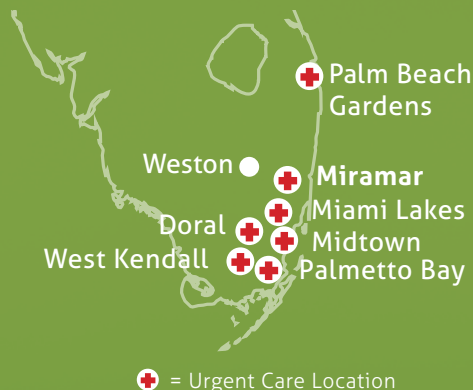 Palm Beach
Gardens
Weston
Miramar
Miami Lakes
Doral
Midtown
West Kendall
Palmetto Bay
= Urgent Care Location